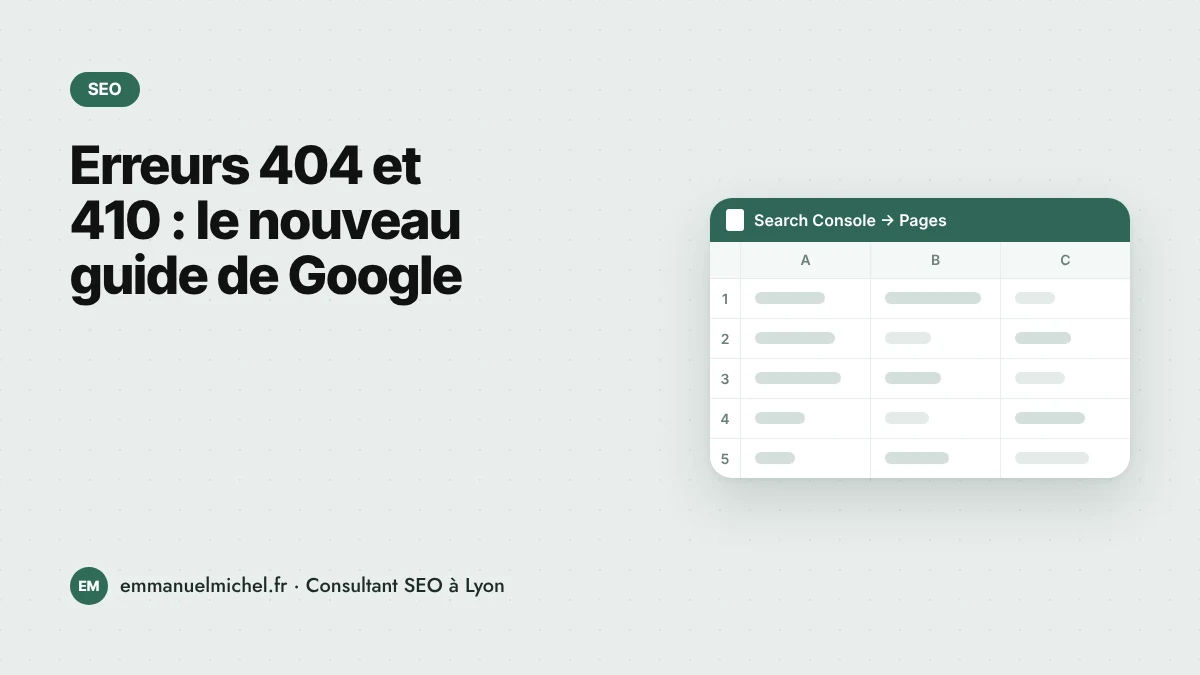 SEO
Erreurs 404 et
410 : le nouveau
guide de Google
Search Console → Pages
A B C
1
2
3
4
5
EM emmanuelmichel.fr · Consultant SEO à Lyon